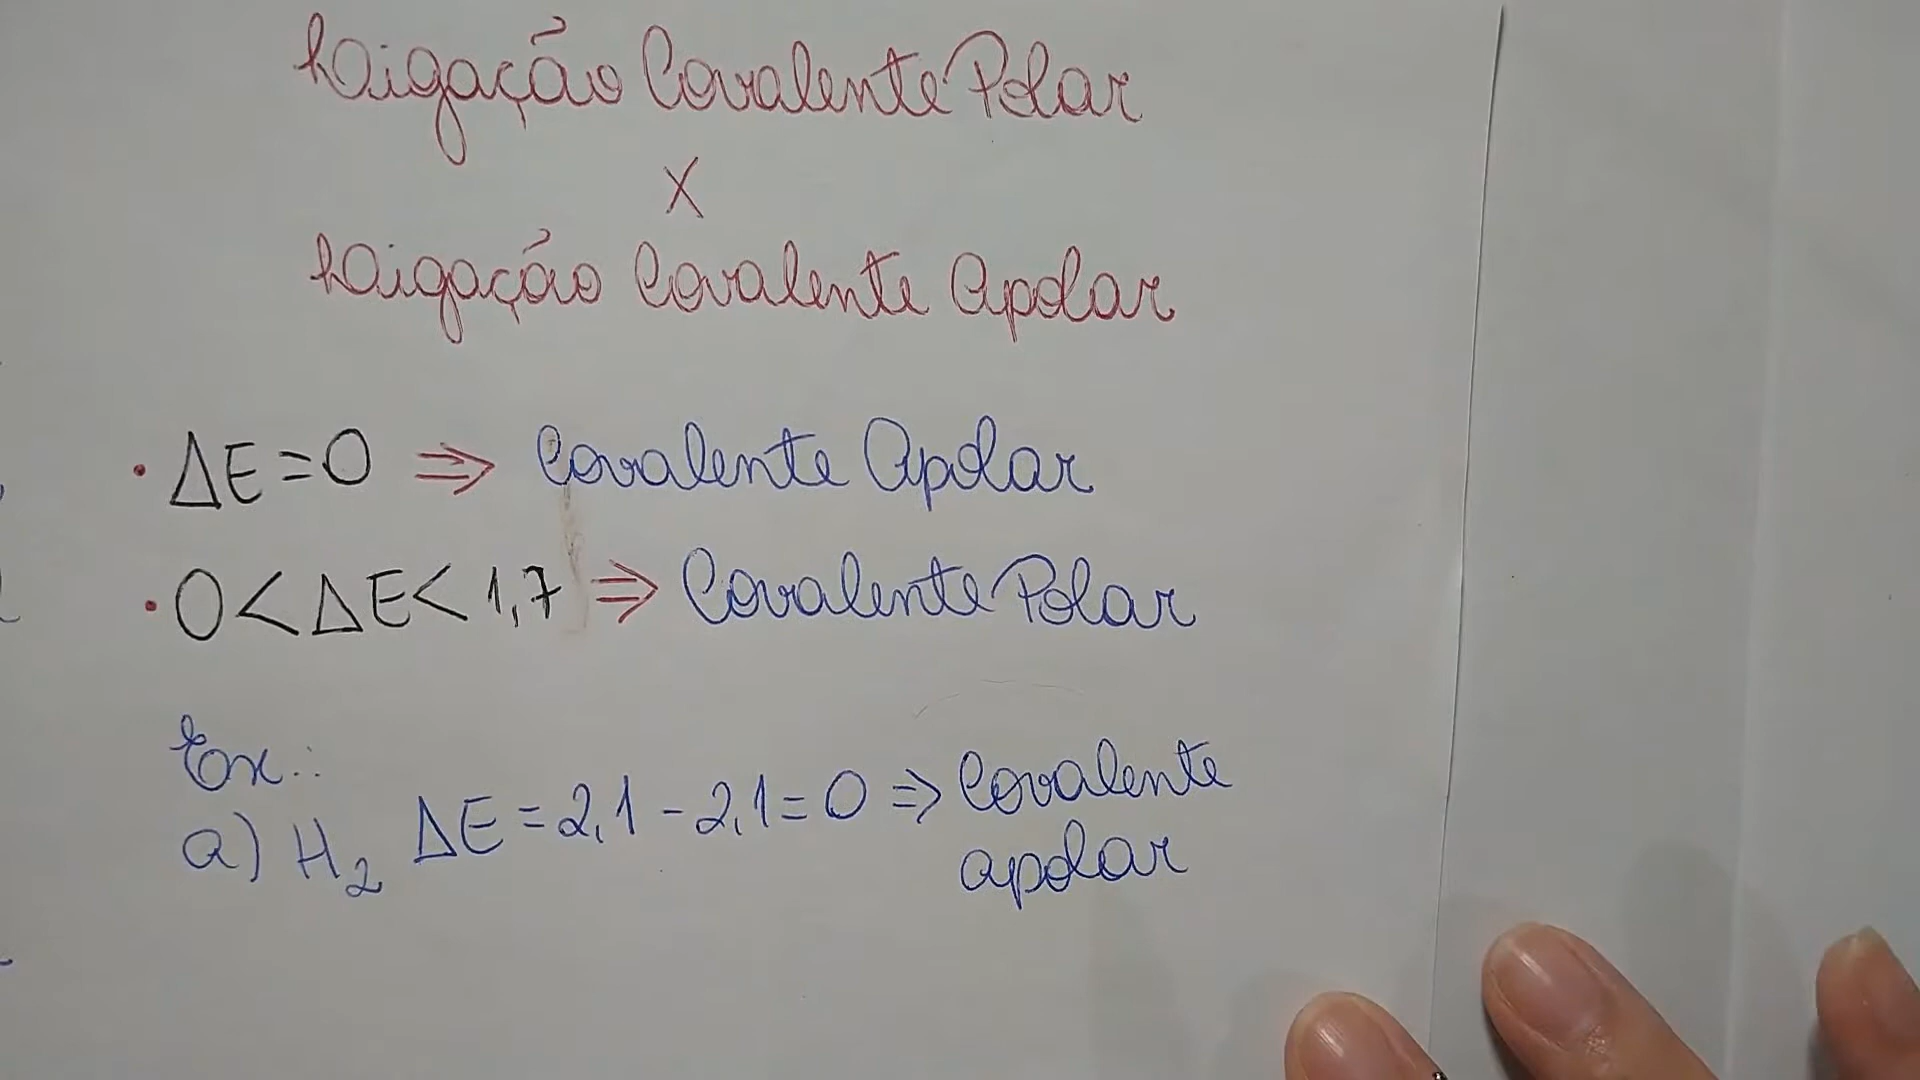 Ligação Covalente Polar
X
Ligação Covalente Apolar
• ΔE = 0 ⇒ Covalente Apolar
• 0 < ΔE < 1,7 ⇒ Covalente Polar
Ex.:
a) H₂ ΔE = 2,1 - 2,1 = 0 ⇒ Covalente
apolar